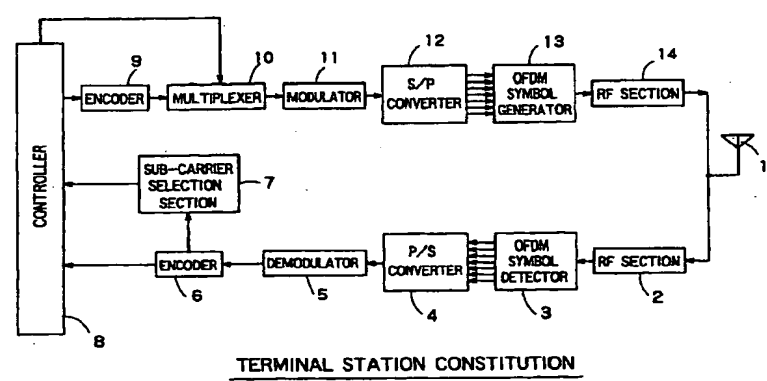 12
13
14
9
10
11
S/P
CONVERTER
OFDM
SYMBOL
GENERATOR
RF SECTION
ENCODER
MULTIPLEXER
MODULATOR
1
SUB-CARRIER
SELECTION
SECTION
7
CONTROLLER
P/S
CONVERTER
OFDM
SYMBOL
DETECTOR
RF SECTION
ENCODER
DEMODULATOR
6
5
4
3
2
8
TERMINAL STATION CONSTITUTION